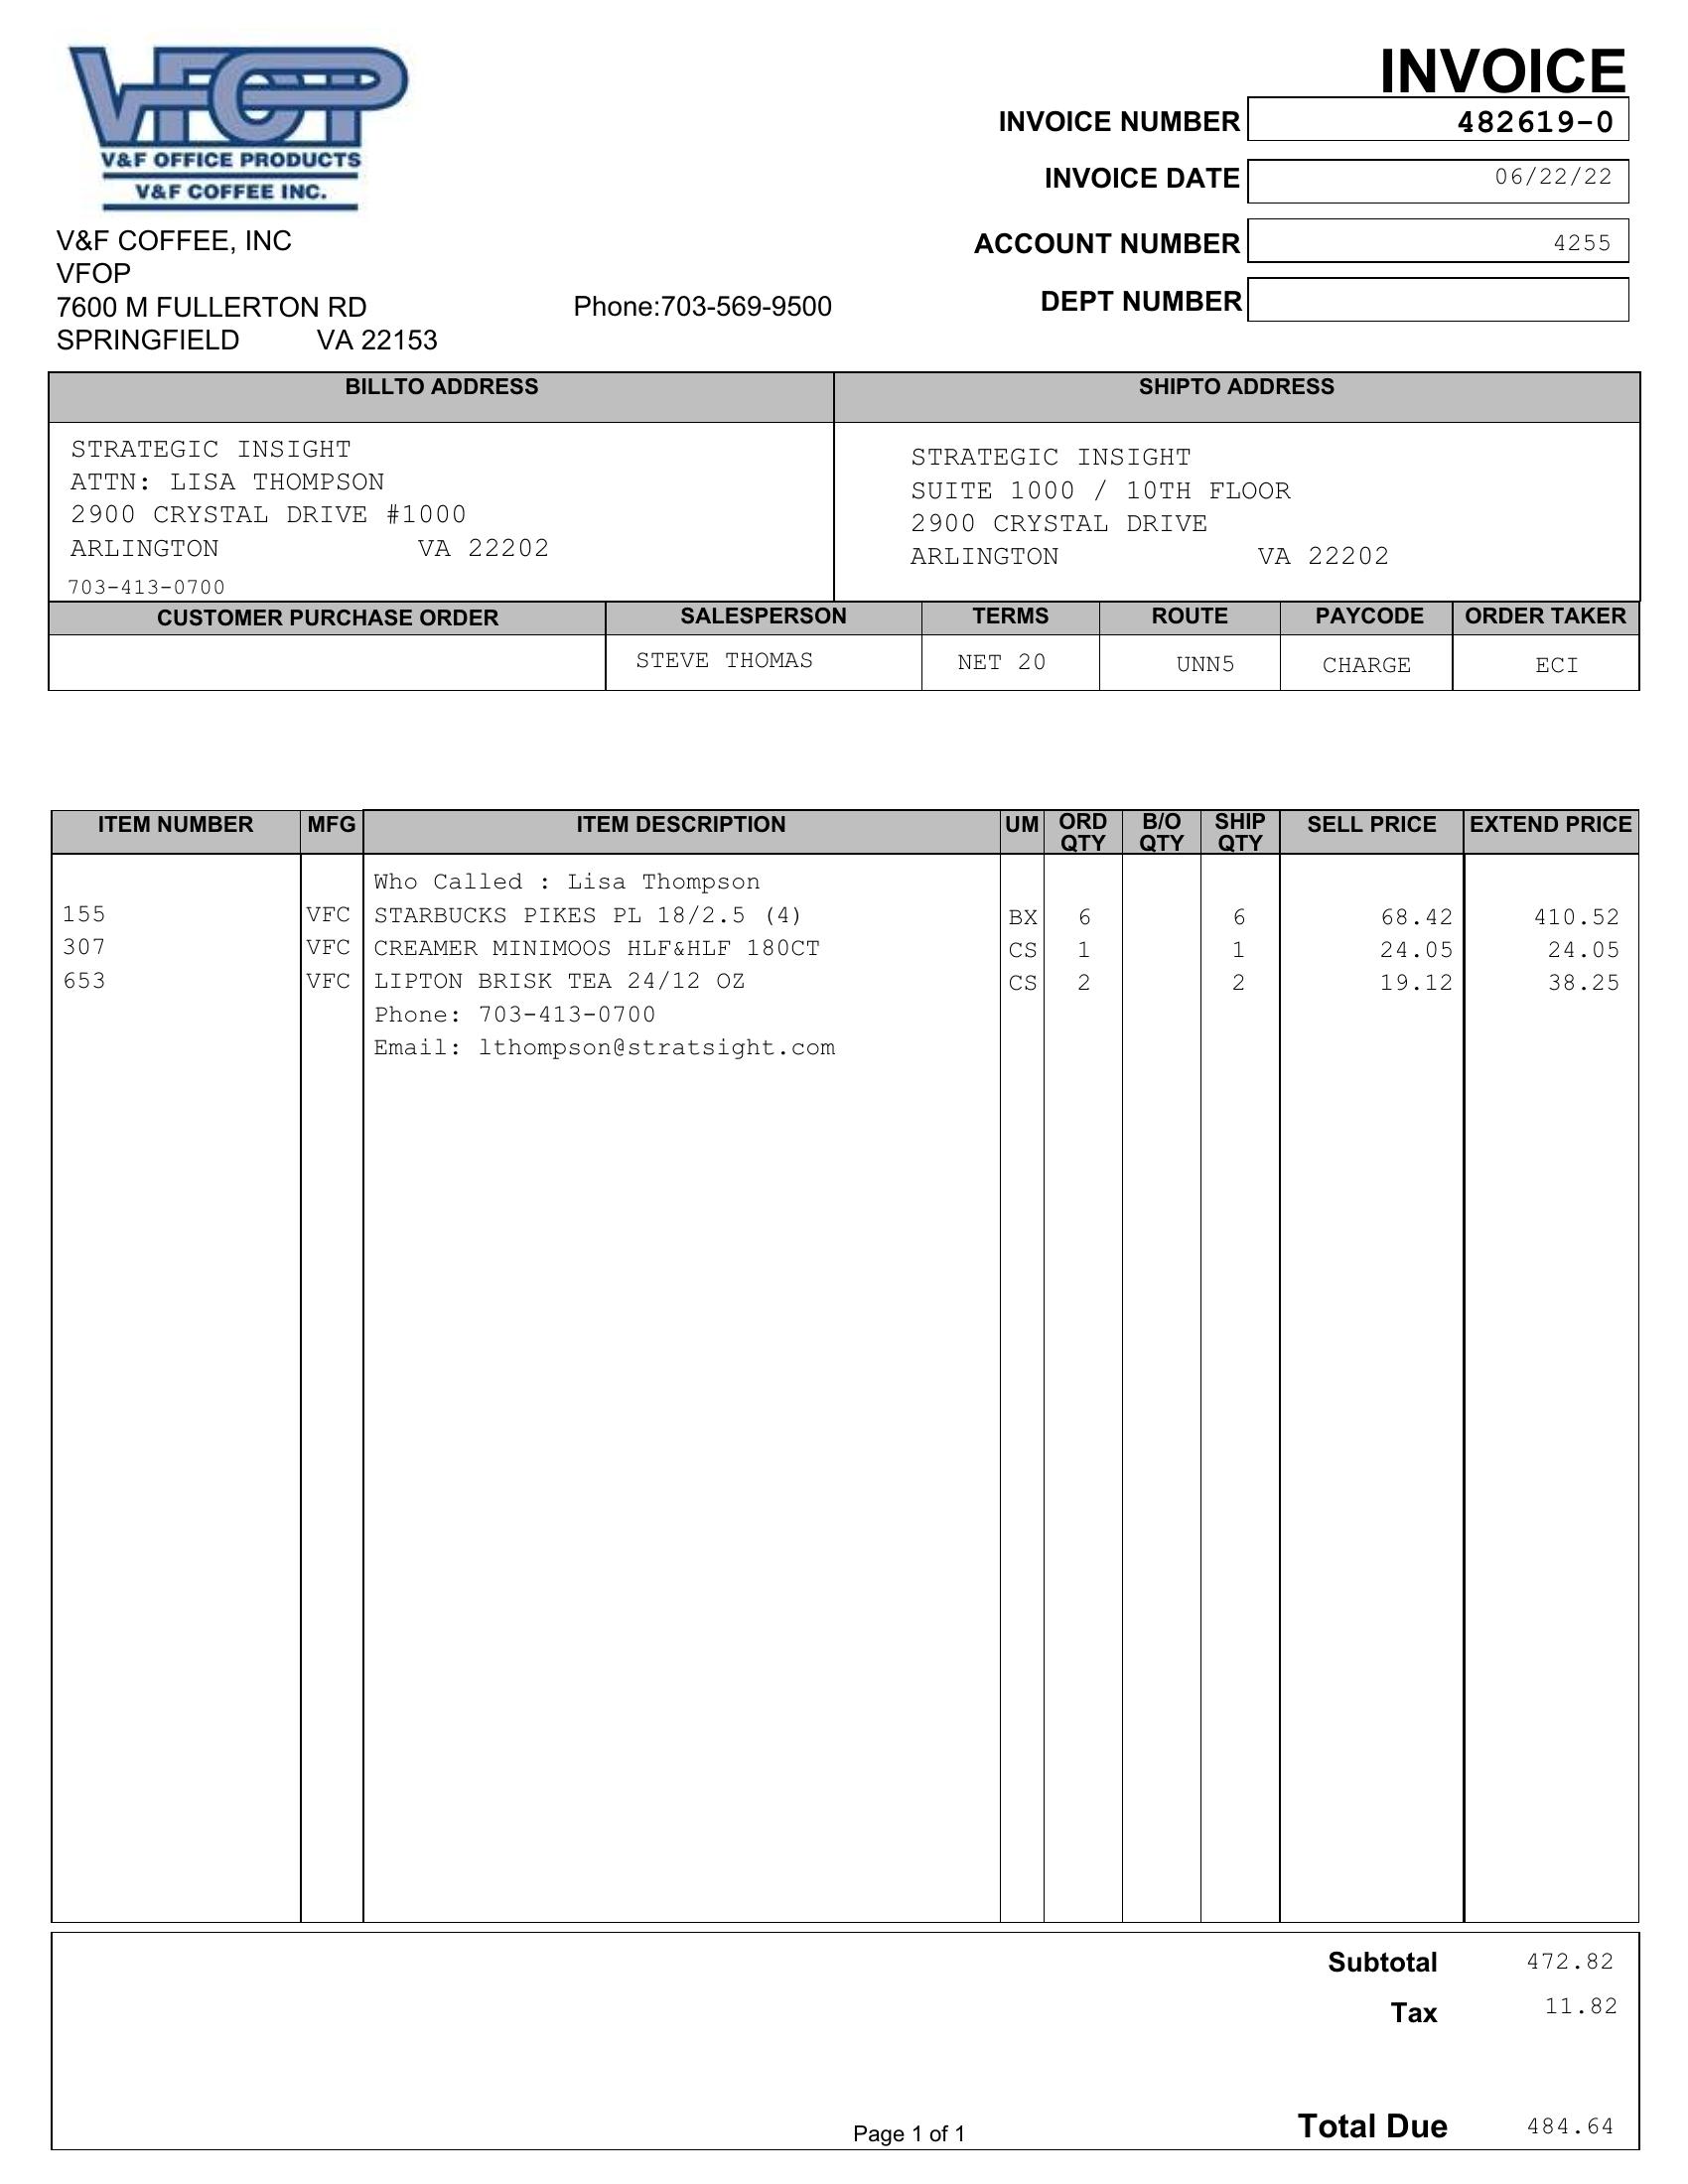 VFOP
V&F OFFICE PRODUCTS
V&F COFFEE INC.
INVOICE
INVOICE NUMBER 482619-0
INVOICE DATE 06/22/22
ACCOUNT NUMBER 4255
DEPT NUMBER
V&F COFFEE, INC
VFOP
7600 M FULLERTON RD Phone:703-569-9500
SPRINGFIELD VA 22153
BILLTO ADDRESS
STRATEGIC INSIGHT
ATTN: LISA THOMPSON
2900 CRYSTAL DRIVE #1000
ARLINGTON VA 22202
703-413-0700
SHIPTO ADDRESS
STRATEGIC INSIGHT
SUITE 1000 / 10TH FLOOR
2900 CRYSTAL DRIVE
ARLINGTON VA 22202
CUSTOMER PURCHASE ORDER SALESPERSON TERMS ROUTE PAYCODE ORDER TAKER
STEVE THOMAS NET 20 UNN5 CHARGE ECI
ITEM NUMBER MFG ITEM DESCRIPTION UM ORD QTY B/O QTY SHIP QTY SELL PRICE EXTEND PRICE
Who Called : Lisa Thompson
155 VFC STARBUCKS PIKES PL 18/2.5 (4) BX 6 6 68.42 410.52
307 VFC CREAMER MINIMOOS HLF&HLF 180CT CS 1 1 24.05 24.05
653 VFC LIPTON BRISK TEA 24/12 OZ CS 2 2 19.12 38.25
Phone: 703-413-0700
Email: lthompson@stratsight.com
Subtotal 472.82
Tax 11.82
Total Due 484.64
Page 1 of 1